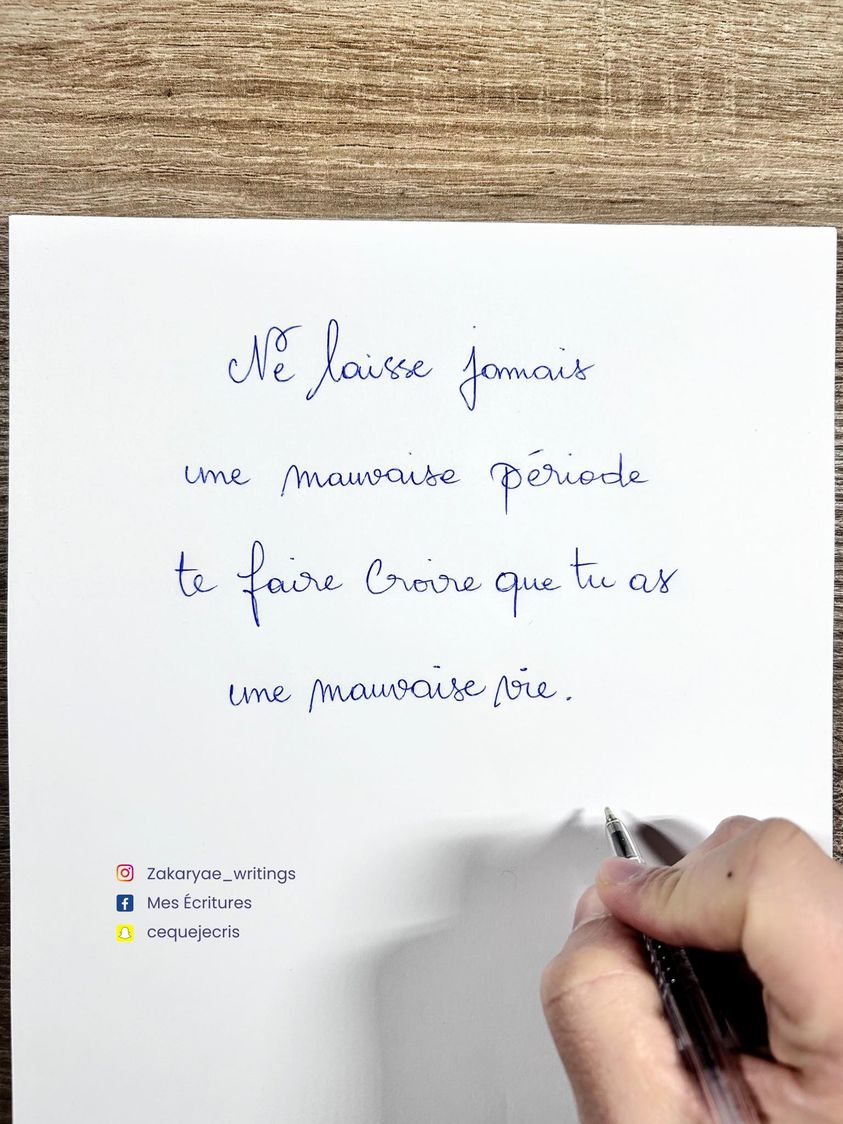 Ne laisse jamais
une mauvaise période
te faire croire que tu as
une mauvaise vie.
Zakaryae_writings
Mes Écritures
cequejecris